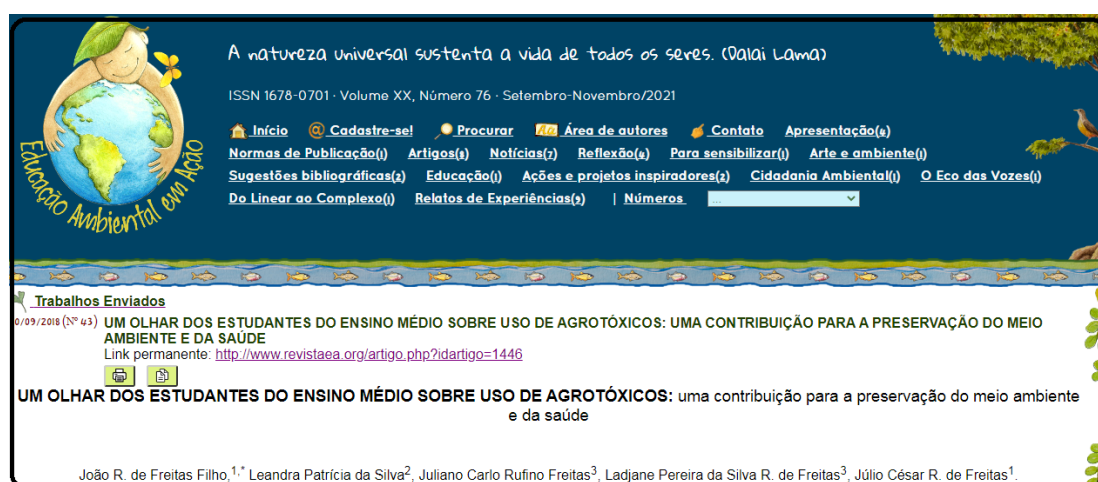 A natureza universal sustenta a vida de todos os seres. (Dalai Lama)
ISSN 1678-0701 · Volume XX, Número 76 · Setembro-Novembro/2021
Início Cadastre-se! Procurar Área de autores Contato Apresentação(4)
Normas de Publicação(1) Artigos(8) Notícias(7) Reflexão(4) Para sensibilizar(1) Arte e ambiente(1)
Sugestões bibliográficas(2) Educação(1) Ações e projetos inspiradores(2) Cidadania Ambiental(1) O Eco das Vozes(1)
Do Linear ao Complexo(1) Relatos de Experiências(9) | Números ...
Educação Ambiental em Ação
Trabalhos Enviados
0/09/2018 (Nº 43) UM OLHAR DOS ESTUDANTES DO ENSINO MÉDIO SOBRE USO DE AGROTÓXICOS: UMA CONTRIBUIÇÃO PARA A PRESERVAÇÃO DO MEIO
AMBIENTE E DA SAÚDE
Link permanente: http://www.revistaea.org/artigo.php?idartigo=1446
UM OLHAR DOS ESTUDANTES DO ENSINO MÉDIO SOBRE USO DE AGROTÓXICOS: uma contribuição para a preservação do meio ambiente
e da saúde
João R. de Freitas Filho,1,* Leandra Patrícia da Silva2, Juliano Carlo Rufino Freitas3, Ladjane Pereira da Silva R. de Freitas3, Júlio César R. de Freitas1.